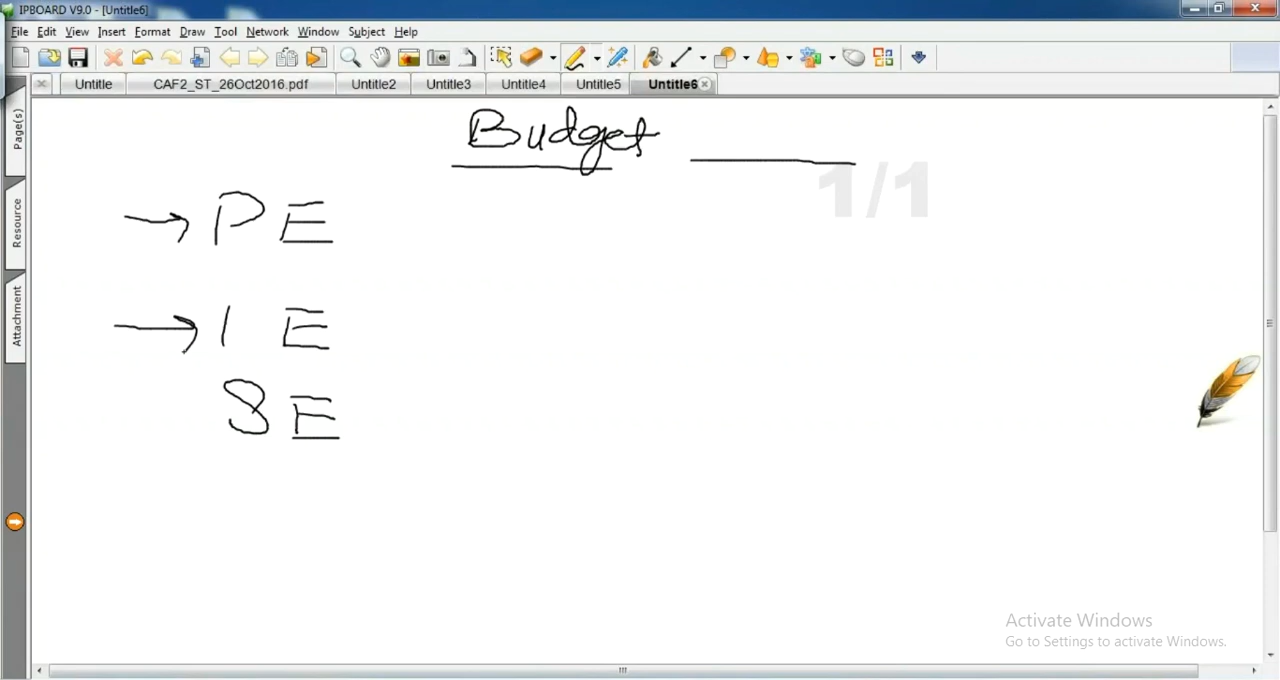 IPBOARD V9.0 - [Untitle6]
File Edit View Insert Format Draw Tool Network Window Subject Help
Untitle CAF2_ST_26Oct2016.pdf Untitle2 Untitle3 Untitle4 Untitle5 Untitle6
Page(s)
Resource
Attachment
Budget
1/1
→ P E
→ I E
S E
Activate Windows
Go to Settings to activate Windows.